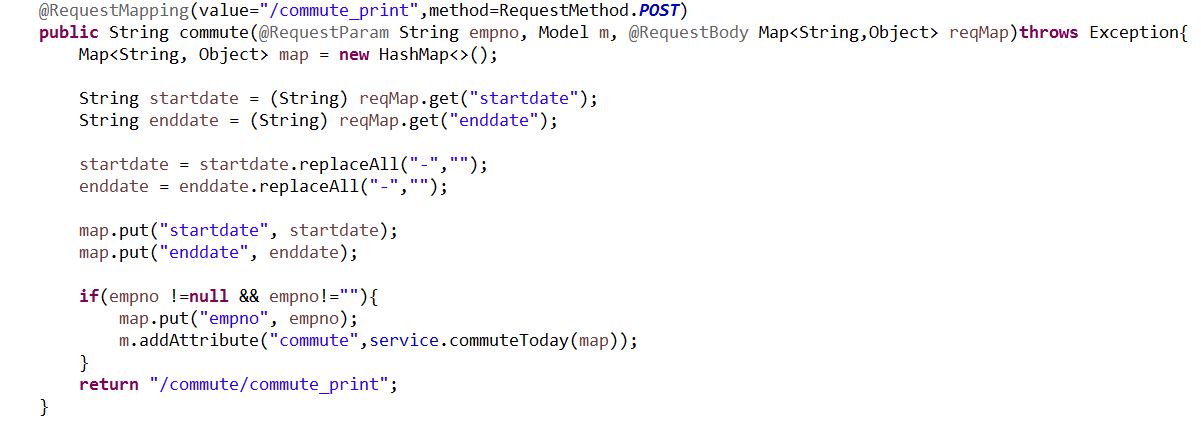 @RequestMapping(value="/commute_print",method=RequestMethod.POST)
public String commute(@RequestParam String empno, Model m, @RequestBody Map<String,Object> reqMap)throws Exception{
Map<String, Object> map = new HashMap<>();
String startdate = (String) reqMap.get("startdate");
String enddate = (String) reqMap.get("enddate");
startdate = startdate.replaceAll("-","");
enddate = enddate.replaceAll("-","");
map.put("startdate", startdate);
map.put("enddate", enddate);
if(empno !=null && empno!=""){
map.put("empno", empno);
m.addAttribute("commute",service.commuteToday(map));
}
return "/commute/commute_print";
}